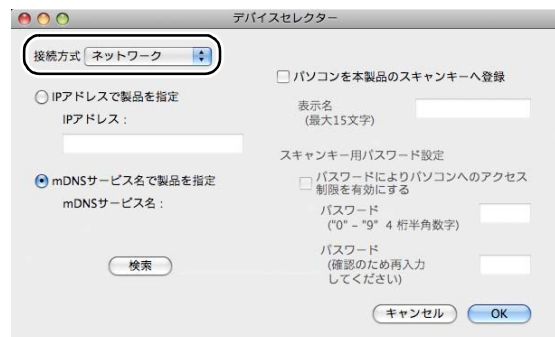 デバイスセレクター
接続方式 ネットワーク
IPアドレスで製品を指定
IPアドレス：
mDNSサービス名で製品を指定
mDNSサービス名：
検索
パソコンを本製品のスキャンキーへ登録
表示名
(最大15文字)
スキャンキー用パスワード設定
パスワードによりパソコンへのアクセス
制限を有効にする
パスワード
("0" – "9" 4 桁半角数字)
パスワード
(確認のため再入力
してください)
キャンセル
OK